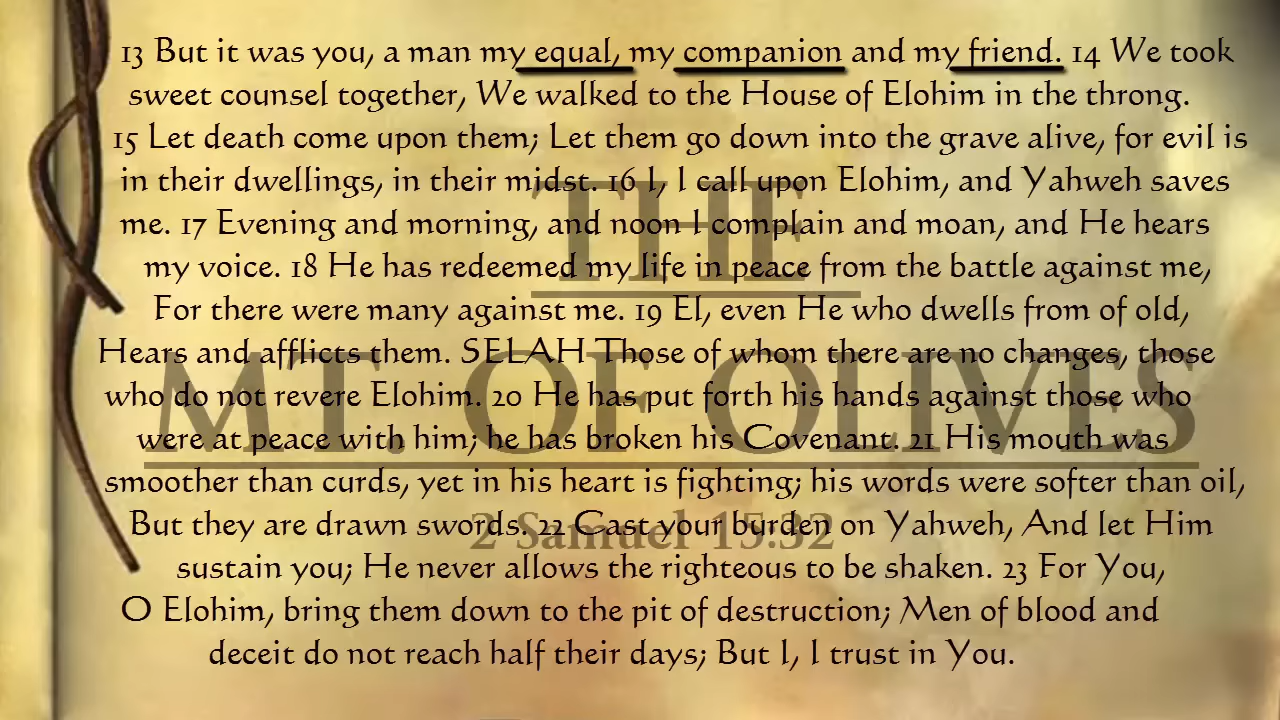 13 But it was you, a man my equal, my companion and my friend. 14 We took
sweet counsel together, We walked to the House of Elohim in the throng.
15 Let death come upon them; Let them go down into the grave alive, for evil is
in their dwellings, in their midst. 16 I, I call upon Elohim, and Yahweh saves
me. 17 Evening and morning, and noon I complain and moan, and He hears
my voice. 18 He has redeemed my life in peace from the battle against me,
For there were many against me. 19 El, even He who dwells from of old,
Hears and afflicts them. SELAH Those of whom there are no changes, those
who do not revere Elohim. 20 He has put forth his hands against those who
were at peace with him; he has broken his Covenant. 21 His mouth was
smoother than curds, yet in his heart is fighting; his words were softer than oil,
But they are drawn swords. 22 Cast your burden on Yahweh, And let Him
sustain you; He never allows the righteous to be shaken. 23 For You,
O Elohim, bring them down to the pit of destruction; Men of blood and
deceit do not reach half their days; But I, I trust in You.
THE
MT. OF OLIVES
2 Samuel 15:32